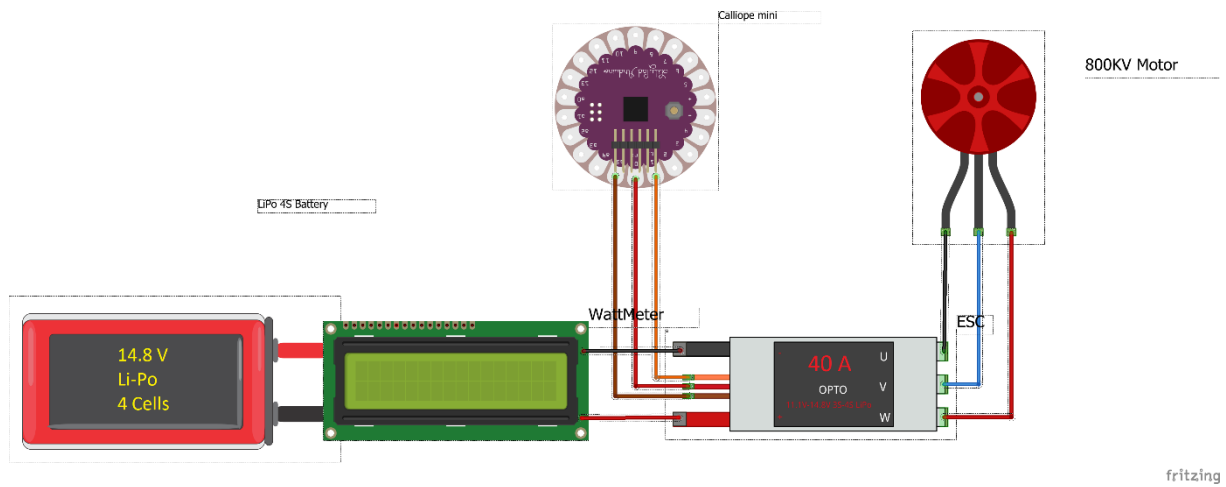 Calliope mini
800KV Motor
LiPo 4S Battery
WattMeter
ESC
14.8 V
Li-Po
4 Cells
40 A
OPTO
U
V
W
fritzing